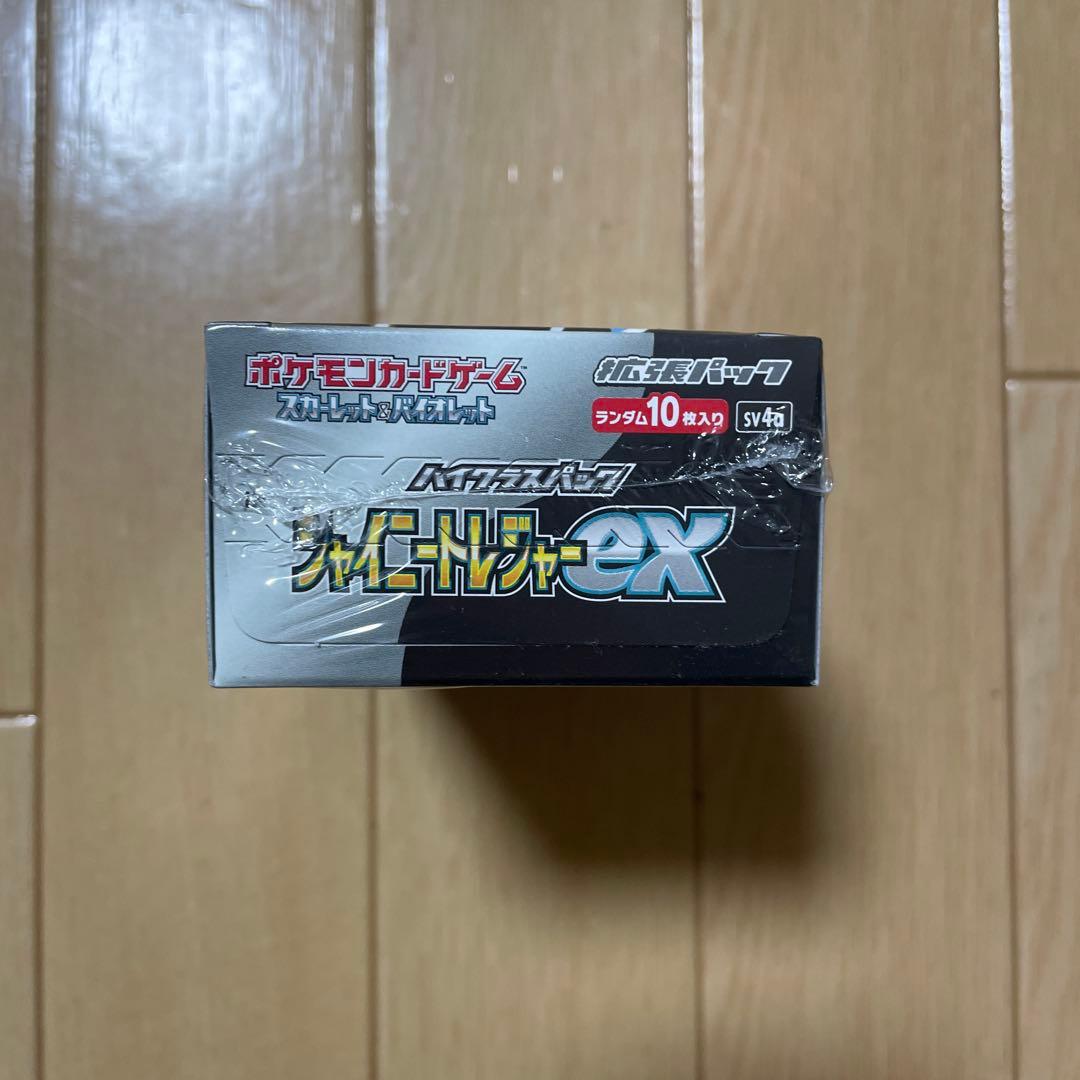 ポケモンカードゲーム™
スカーレット&バイオレット
拡張パック
ランダム10枚入り SV4a
ハイクラスパック
シャイニートレジャーex